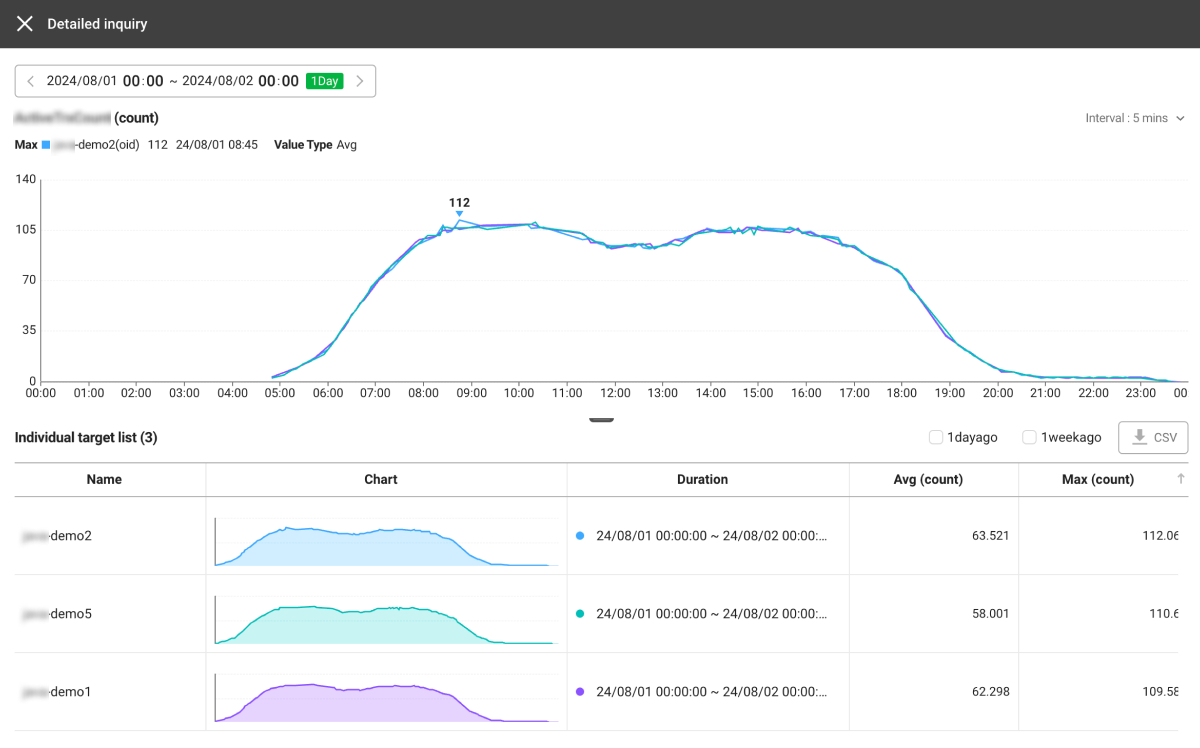 Detailed inquiry
2024/08/01 00:00 ~ 2024/08/02 00:00 1Day
(count)
Interval : 5 mins
Max -demo2(oid) 112 24/08/01 08:45 Value Type Avg
140
112
105
70
35
0
00:00 01:00 02:00 03:00 04:00 05:00 06:00 07:00 08:00 09:00 10:00 11:00 12:00 13:00 14:00 15:00 16:00 17:00 18:00 19:00 20:00 21:00 22:00 23:00 00
Individual target list (3)
1dayago 1weekago CSV
Name Chart Duration Avg (count) Max (count)
-demo2 24/08/01 00:00:00 ~ 24/08/02 00:00:... 63.521 112.06
-demo5 24/08/01 00:00:00 ~ 24/08/02 00:00:... 58.001 110.6
-demo1 24/08/01 00:00:00 ~ 24/08/02 00:00:... 62.298 109.58